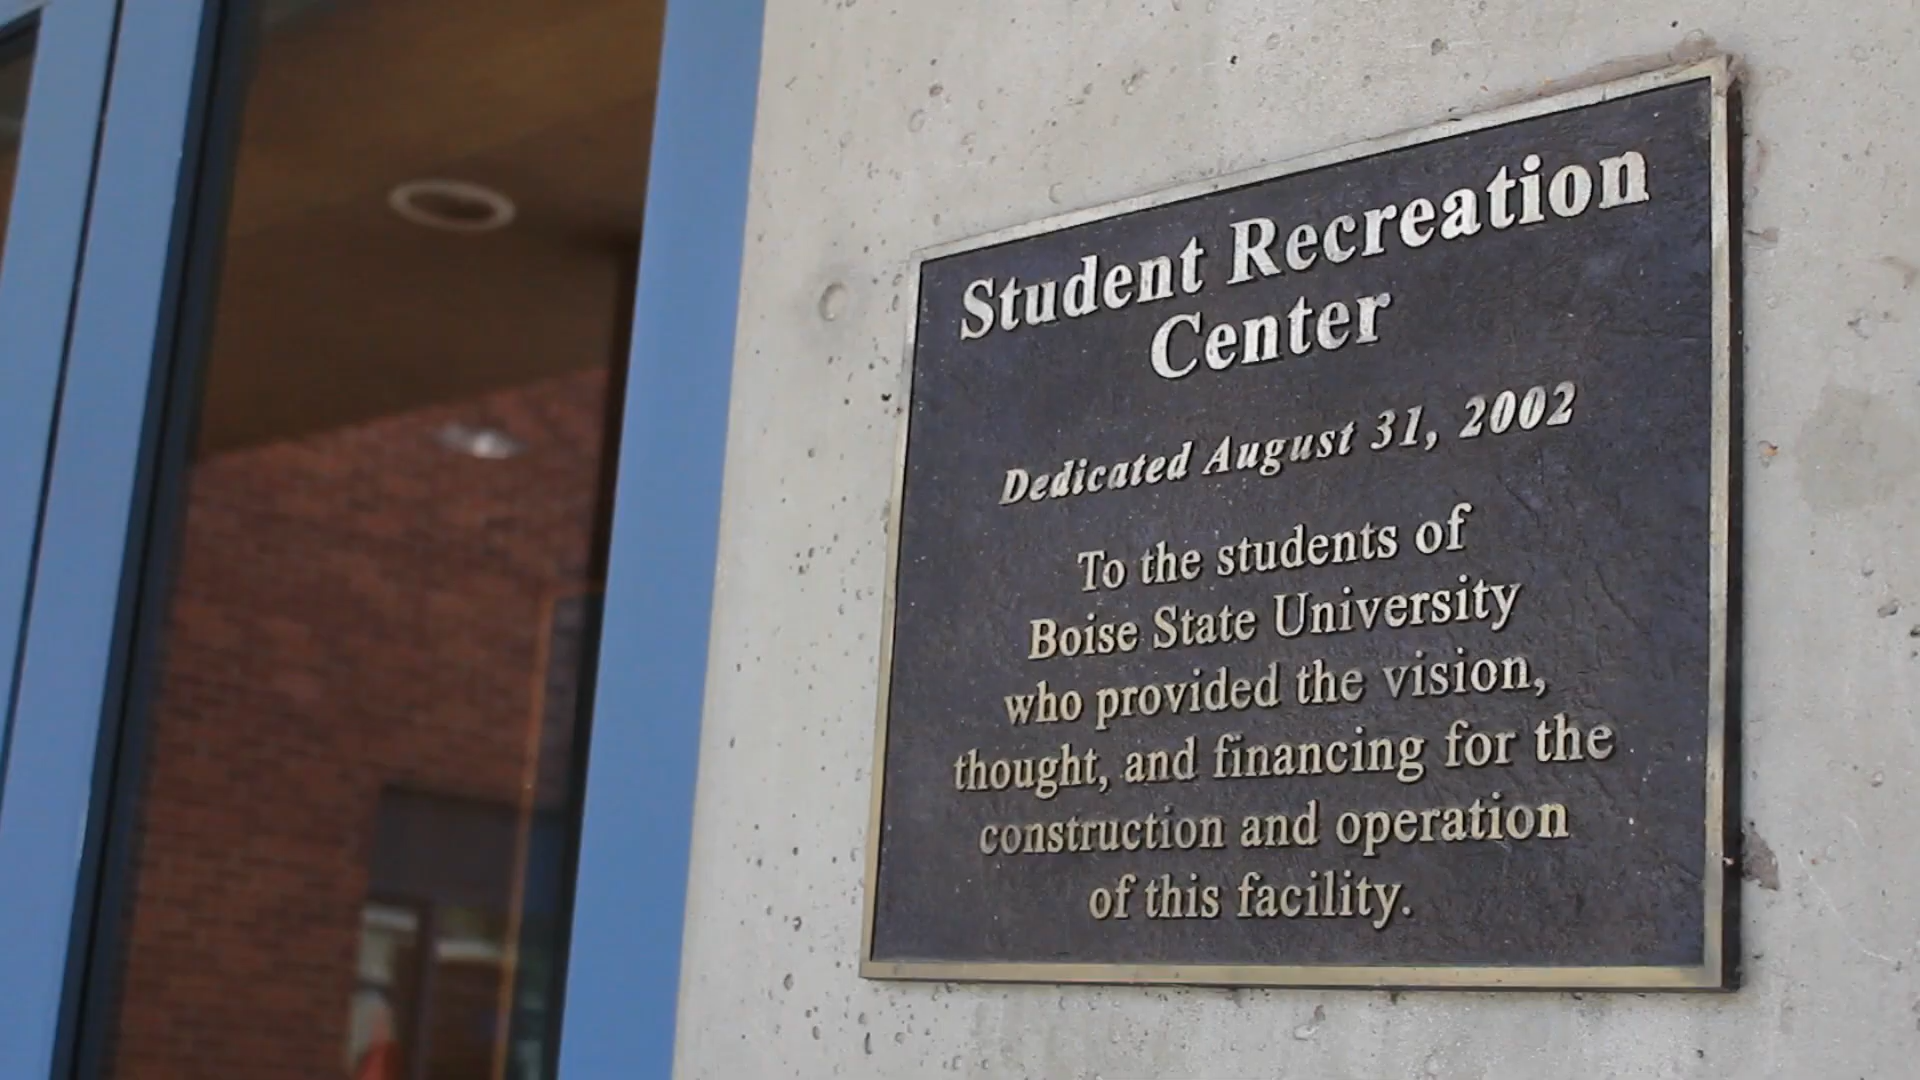 Student Recreation
Center
Dedicated August 31, 2002
To the students of
Boise State University
who provided the vision,
thought, and financing for the
construction and operation
of this facility.